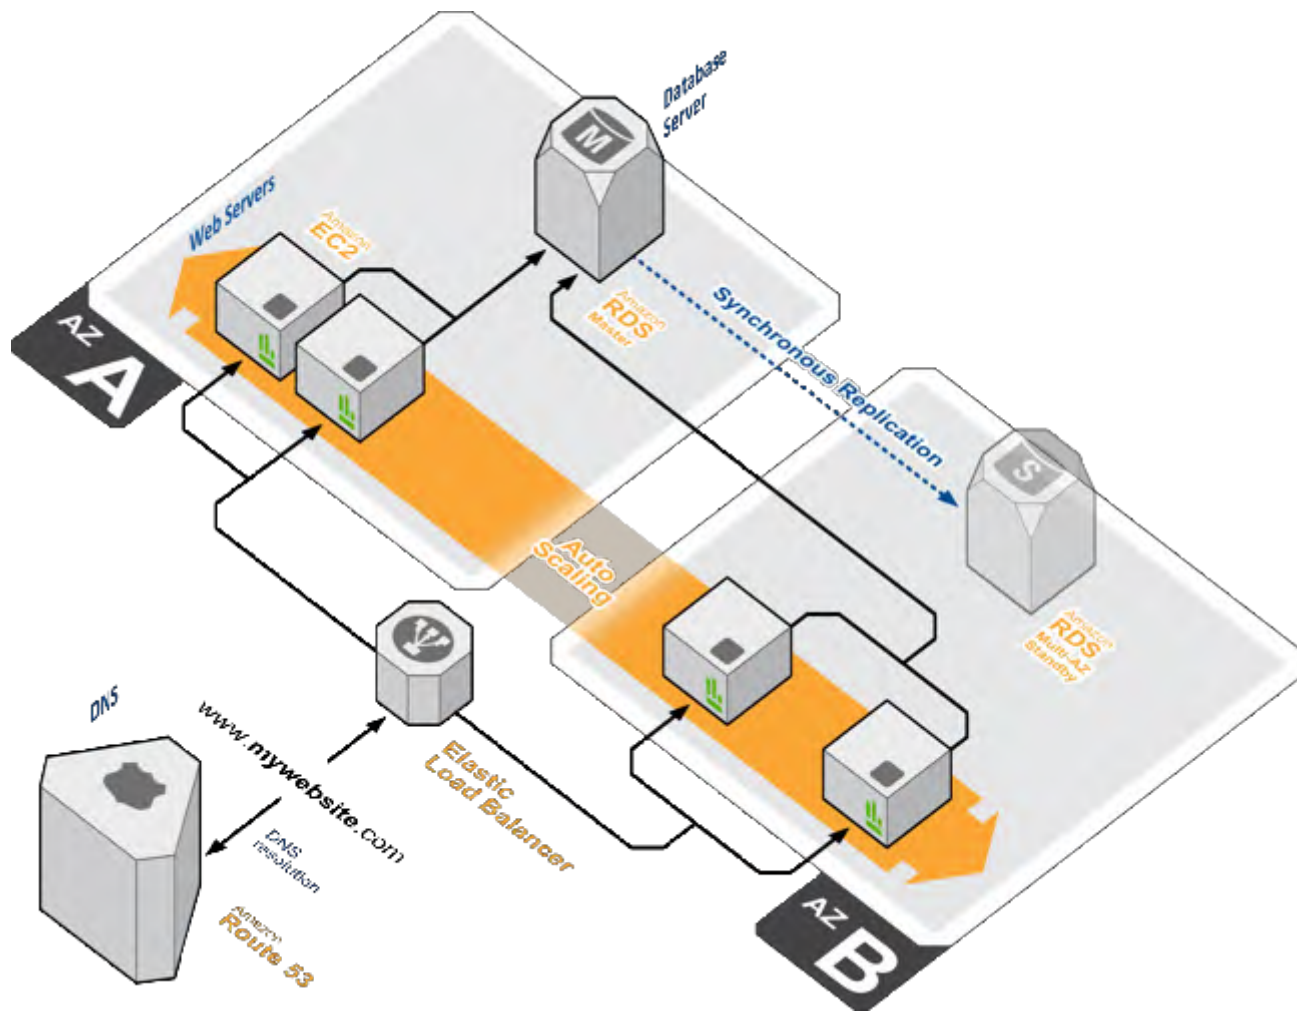 Database
Server
M
Web Servers
Amazon
EC2
Amazon
RDS
Master
AZ
A
Synchronous Replication
S
Amazon
RDS
Multi-AZ
Standby
Auto
Scaling
DNS
www.mywebsite.com
DNS
resolution
Elastic
Load Balancer
Amazon
Route 53
AZ
B